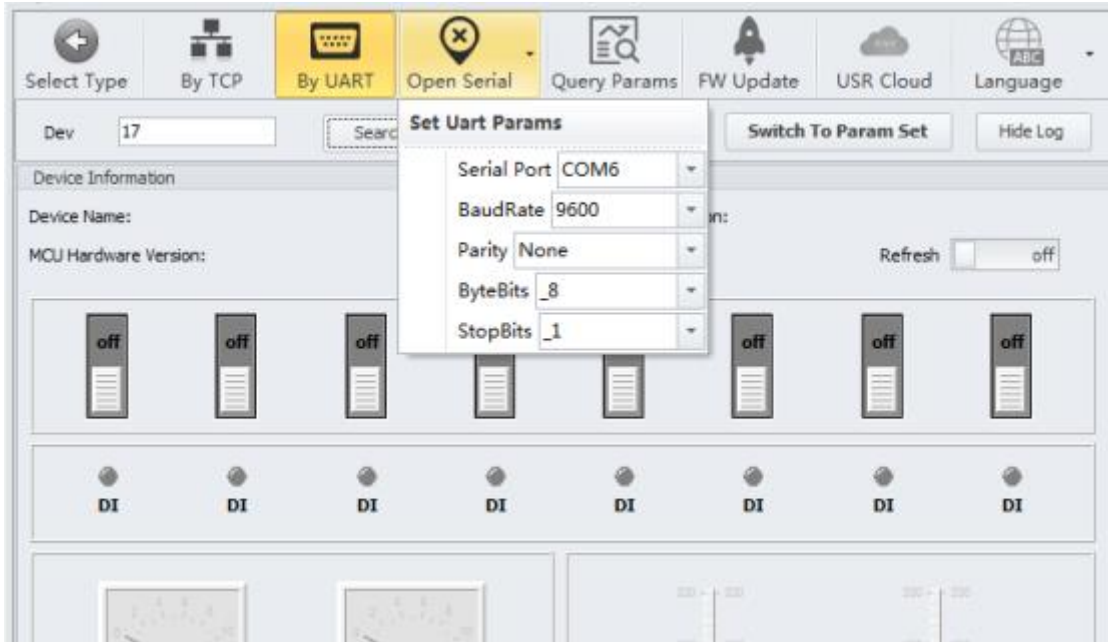 Select Type By TCP By UART Open Serial Query Params FW Update USR Cloud ABC Language
Dev 17 Searc Switch To Param Set Hide Log
Set Uart Params
Serial Port COM6
BaudRate 9600
Parity None
ByteBits _8
StopBits _1
Device Information
Device Name: on:
MCU Hardware Version: Refresh off
off off off off off off
DI DI DI DI DI DI DI DI